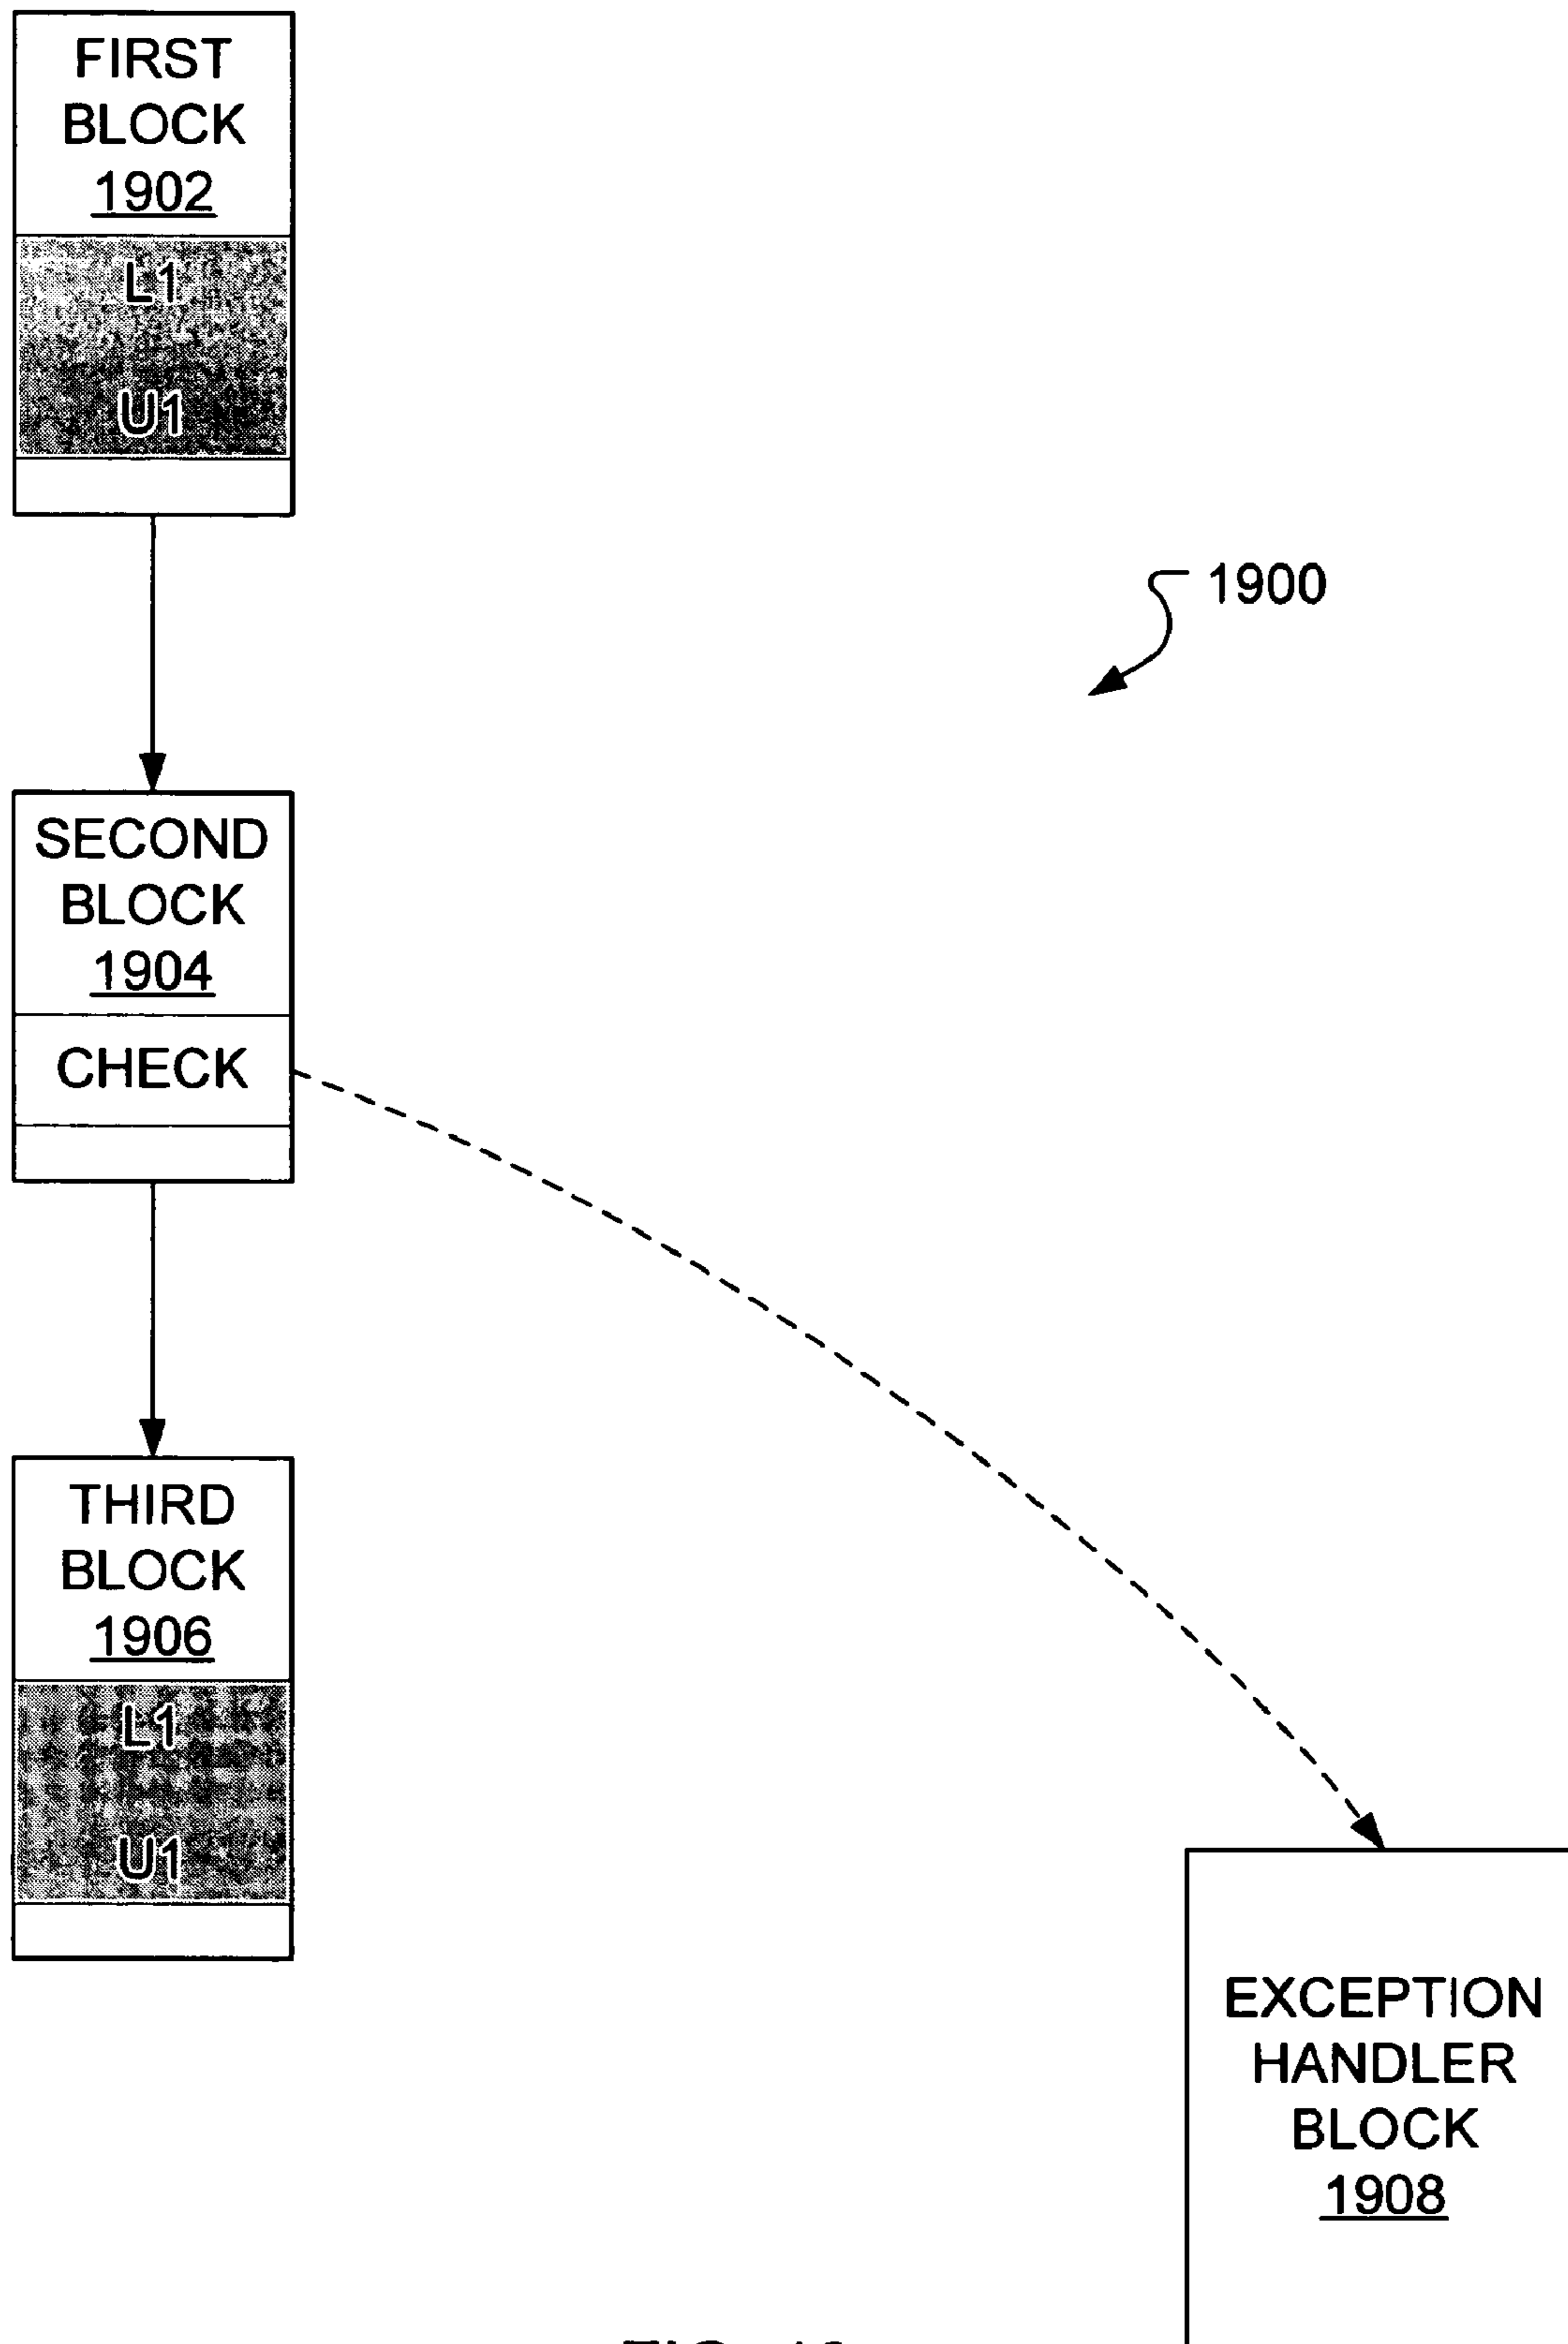 FIRST
BLOCK
1902
L1
U1
1900
SECOND
BLOCK
1904
CHECK
THIRD
BLOCK
1906
L1
U1
EXCEPTION
HANDLER
BLOCK
1908